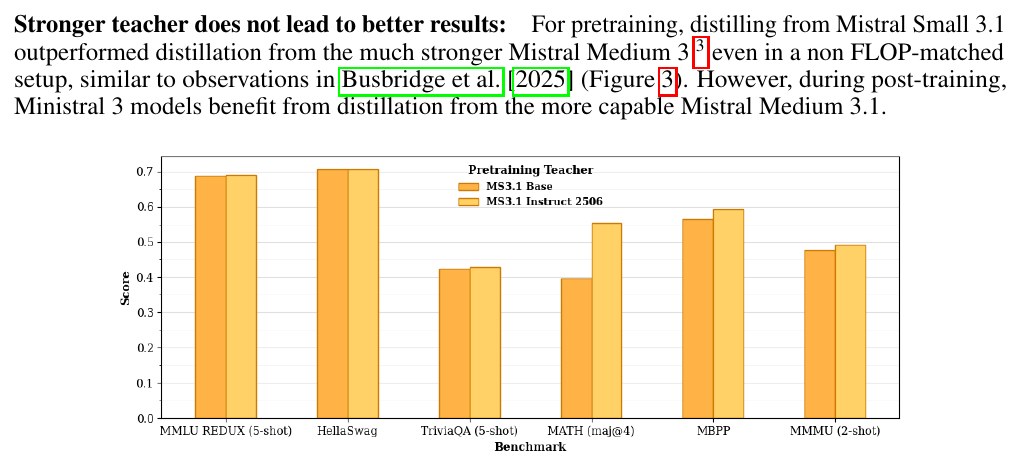 Stronger teacher does not lead to better results: For pretraining, distilling from Mistral Small 3.1
outperformed distillation from the much stronger Mistral Medium 3 3 even in a non FLOP-matched
setup, similar to observations in Busbridge et al. [2025] (Figure 3). However, during post-training,
Ministral 3 models benefit from distillation from the more capable Mistral Medium 3.1.
Pretraining Teacher
MS3.1 Base
MS3.1 Instruct 2506
Score
0.7
0.6
0.5
0.4
0.3
0.2
0.1
0.0
MMLU REDUX (5-shot) HellaSwag TriviaQA (5-shot) MATH (maj@4) MBPP MMMU (2-shot)
Benchmark